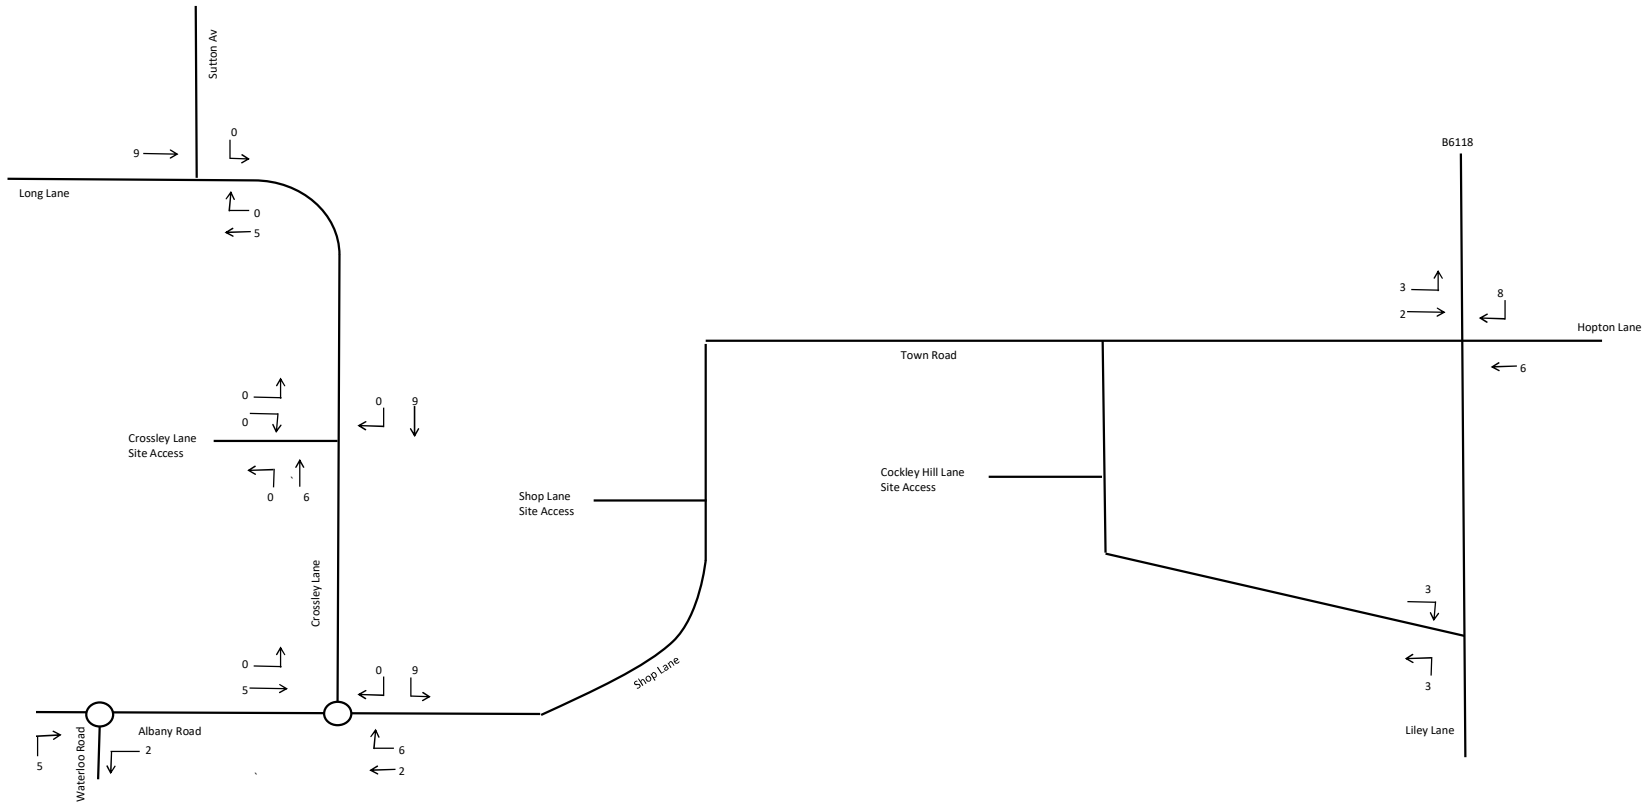 Sutton Av
0
9
B6118
Long Lane
0
5
3
8
2
Hopton Lane
Town Road
6
0
0
9
0
Crossley Lane
Site Access
Cockley Hill Lane
Site Access
0
6
Shop Lane
Site Access
Crossley Lane
3
0
0
9
5
Shop Lane
3
Albany Road
Liley Lane
Waterloo Road
2
6
5
2